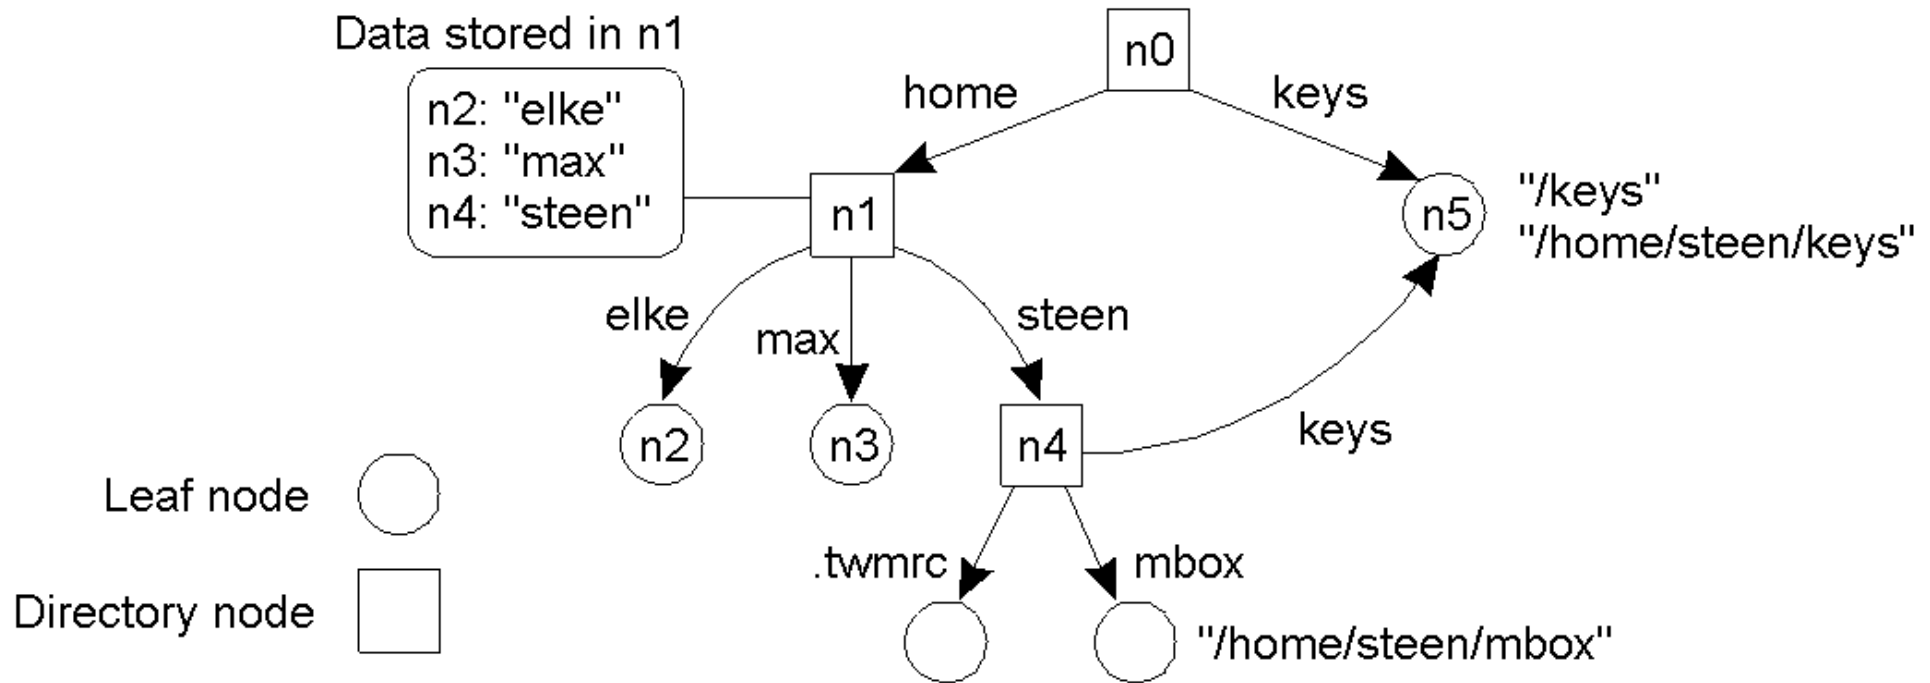 Data stored in n1
n0
n2: "elke"
n3: "max"
n4: "steen"
home
keys
n1
n5
"/keys"
"/home/steen/keys"
elke
max
steen
n2
n3
n4
keys
Leaf node
.twmrc
mbox
Directory node
"/home/steen/mbox"